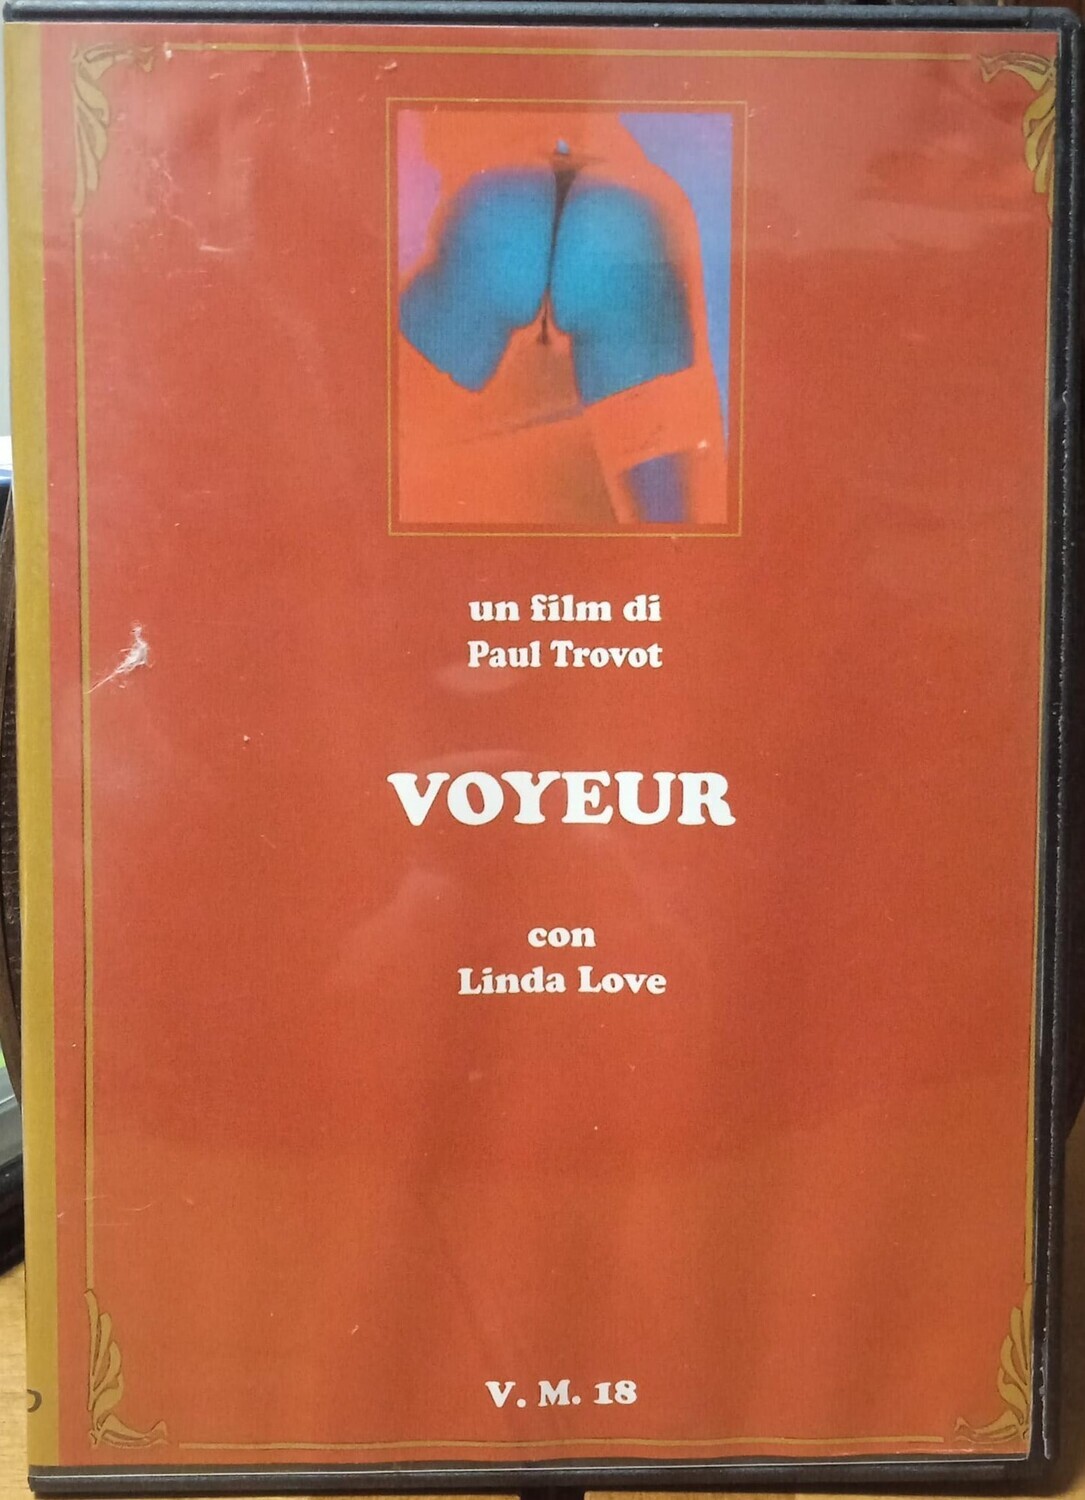 un film di
Paul Trovot
VOYEUR
con
Linda Love
V. M. 18